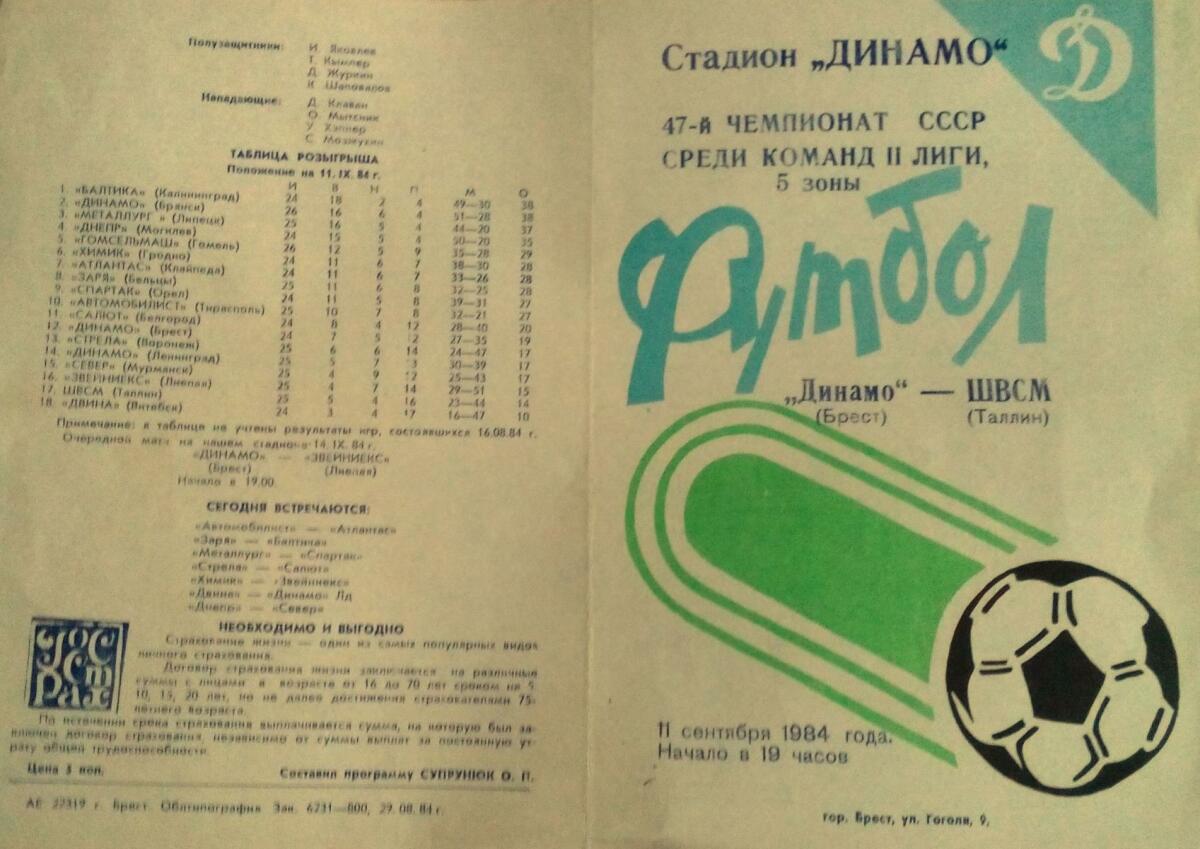 Полузащитники: И. Яковлев
Т. Кымлер
Д. Журкин
К. Шаповалов
Нападающие: Д. Клаван
О. Мытсник
У. Хэппер
С. Мозмухин
ТАБЛИЦА РОЗЫГРЫША
Положение на 11. IX. 84 г.
И В Н П М О
1. «БАЛТИКА» (Калининград) 24 18 2 4 49—30 38
2. «ДИНАМО» (Брянск) 26 16 6 4 51—28 38
3. «МЕТАЛЛУРГ» (Липецк) 25 16 5 4 44—20 37
4. «ДНЕПР» (Могилев) 24 15 5 4 50—20 35
5. «ГОМСЕЛЬМАШ» (Гомель) 26 12 5 9 35—28 29
6. «ХИМИК» (Гродно) 24 11 6 7 38—30 28
7. «АТЛАНТАС» (Клайпеда) 24 11 6 7 33—26 28
8. «ЗАРЯ» (Бельцы) 25 11 6 8 32—25 28
9. «СПАРТАК» (Орел) 24 11 5 8 39—31 27
10. «АВТОМОБИЛИСТ» (Тирасполь) 25 10 7 8 32—21 27
11. «САЛЮТ» (Белгород) 24 8 4 12 28—40 20
12. «ДИНАМО» (Брест) 24 7 5 12 27—35 19
13. «СТРЕЛА» (Воронеж) 25 6 6 14 24—47 17
14. «ДИНАМО» (Ленинград) 25 5 7 13 30—39 17
15. «СЕВЕР» (Мурманск) 25 4 9 12 25—43 17
16. «ЗВЕЙНИЕКС» (Лиепая) 25 4 7 14 29—51 15
17. ШВСМ (Таллин) 25 5 4 16 23—44 14
18. «ДВИНА» (Витебск) 24 3 4 17 16—47 10
Примечание: в таблице не учтены результаты игр, состоявшихся 16.08.84 г.
Очередной матч на нашем стадионе 14. IX. 84 г.
«ДИНАМО» — «ЗВЕЙНИЕКС»
(Брест) (Лиепая)
Начало в 19.00.
СЕГОДНЯ ВСТРЕЧАЮТСЯ:
«Автомобилист» — «Атлантас»
«Заря» — «Балтика»
«Металлург» — «Спартак»
«Стрела» — «Салют»
«Химик» — «Звейниекс»
«Двина» — «Динамо» Лд
«Днепр» — «Север»
НЕОБХОДИМО И ВЫГОДНО
ГОССТРАХ
Страхование жизни — один из самых популярных видов
личного страхования.
Договор страхования жизни заключается на различные
суммы с лицами в возрасте от 16 до 70 лет сроком на 5
10, 15, 20 лет, но не далее достижения страхователями 75-
летнего возраста.
По истечении срока страхования выплачивается сумма, на которую был за-
ключен договор страхования, независимо от суммы выплат за постоянную ут-
рату общей трудоспособности.
Цена 5 коп. Составил программу СУПРУНЮК О. П.
АЕ 22319 г. Брест. Облтипография Зак. 6231—800, 29. 08. 84 г.
Стадион „ДИНАМО“
Д
47-й ЧЕМПИОНАТ СССР
СРЕДИ КОМАНД II ЛИГИ,
5 ЗОНЫ
Футбол
„Динамо“ — ШВСМ
(Брест) (Таллин)
11 сентября 1984 года.
Начало в 19 часов
гор. Брест, ул. Гоголя, 9,